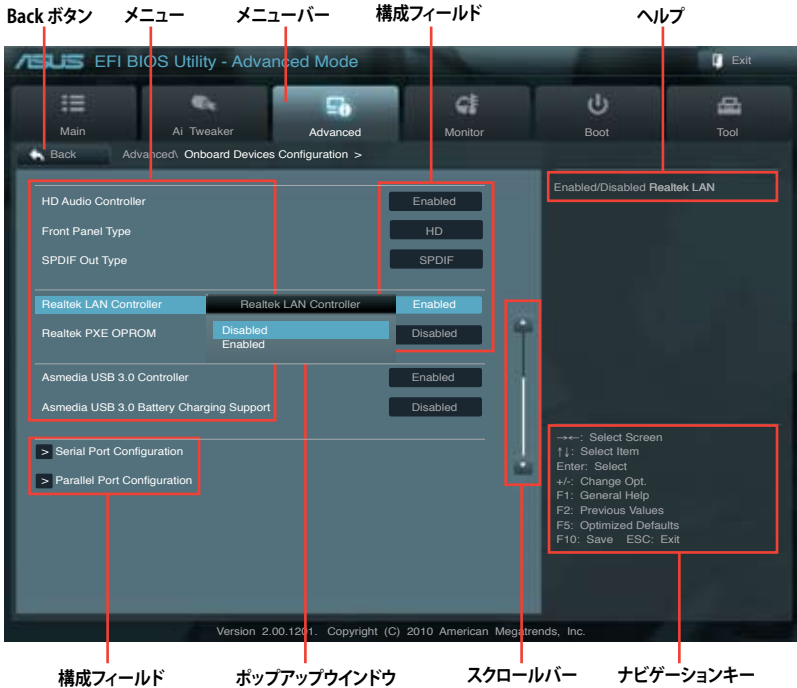 Back ボタン メニュー メニューバー 構成フィールド ヘルプ
ASUS EFI BIOS Utility - Advanced Mode Exit
Main Ai Tweaker Advanced Monitor Boot Tool
Back Advanced\ Onboard Devices Configuration >
Enabled/Disabled Realtek LAN
HD Audio Controller Enabled
Front Panel Type HD
SPDIF Out Type SPDIF
Realtek LAN Controller Realtek LAN Controller Enabled
Realtek PXE OPROM Disabled Disabled
Enabled
Asmedia USB 3.0 Controller Enabled
Asmedia USB 3.0 Battery Charging Support Disabled
> Serial Port Configuration
> Parallel Port Configuration
→←: Select Screen
↑↓: Select Item
Enter: Select
+/-: Change Opt.
F1: General Help
F2: Previous Values
F5: Optimized Defaults
F10: Save ESC: Exit
Version 2.00.1201. Copyright (C) 2010 American Megatrends, Inc.
構成フィールド ポップアップウインドウ スクロールバー ナビゲーションキー